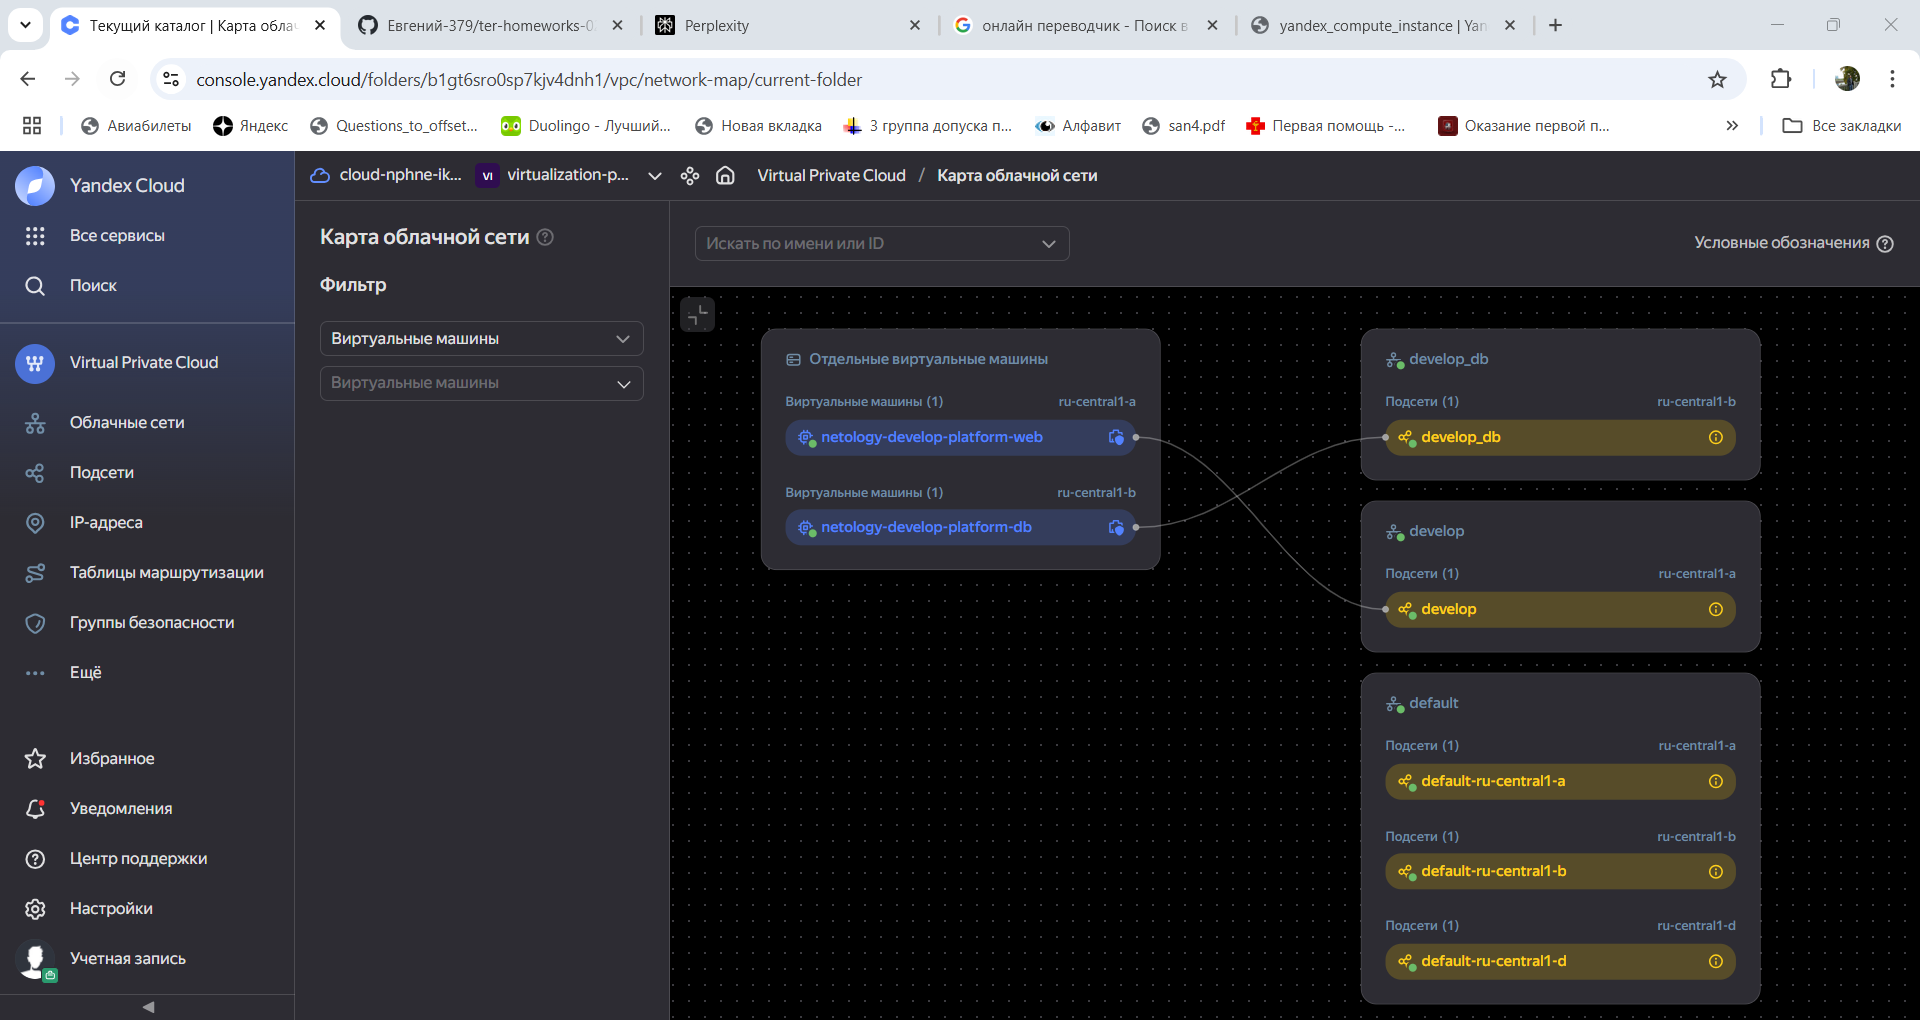 Текущий каталог | Карта обла
Евгений-379/ter-homeworks-0
Perplexity
онлайн переводчик - Поиск в
yandex_compute_instance | Yan
console.yandex.cloud/folders/b1gt6sro0sp7kjv4dnh1/vpc/network-map/current-folder
Авиабилеты
Яндекс
Questions_to_offset...
Duolingo - Лучший...
Новая вкладка
3 группа допуска п...
Алфавит
san4.pdf
Первая помощь -...
Оказание первой п...
Все закладки
Yandex Cloud
Все сервисы
Поиск
Virtual Private Cloud
Облачные сети
Подсети
IP-адреса
Таблицы маршрутизации
Группы безопасности
Ещё
Избранное
Уведомления
Центр поддержки
Настройки
Учетная запись
cloud-nphne-ik...
VI
virtualization-p...
Virtual Private Cloud / Карта облачной сети
Карта облачной сети
Фильтр
Виртуальные машины
Виртуальные машины
Искать по имени или ID
Условные обозначения
Отдельные виртуальные машины
Виртуальные машины (1) ru-central1-a
netology-develop-platform-web
Виртуальные машины (1) ru-central1-b
netology-develop-platform-db
develop_db
Подсети (1) ru-central1-b
develop_db
develop
Подсети (1) ru-central1-a
develop
default
Подсети (1) ru-central1-a
default-ru-central1-a
Подсети (1) ru-central1-b
default-ru-central1-b
Подсети (1) ru-central1-d
default-ru-central1-d